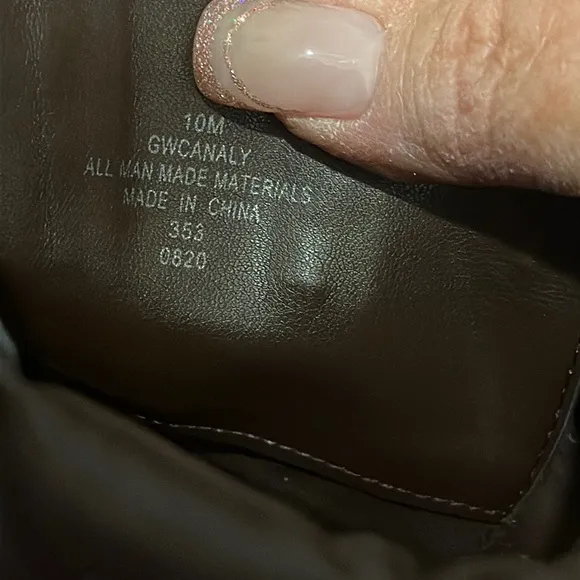 10M
GWCANALY
ALL MAN MADE MATERIALS
MADE IN CHINA
353
0820